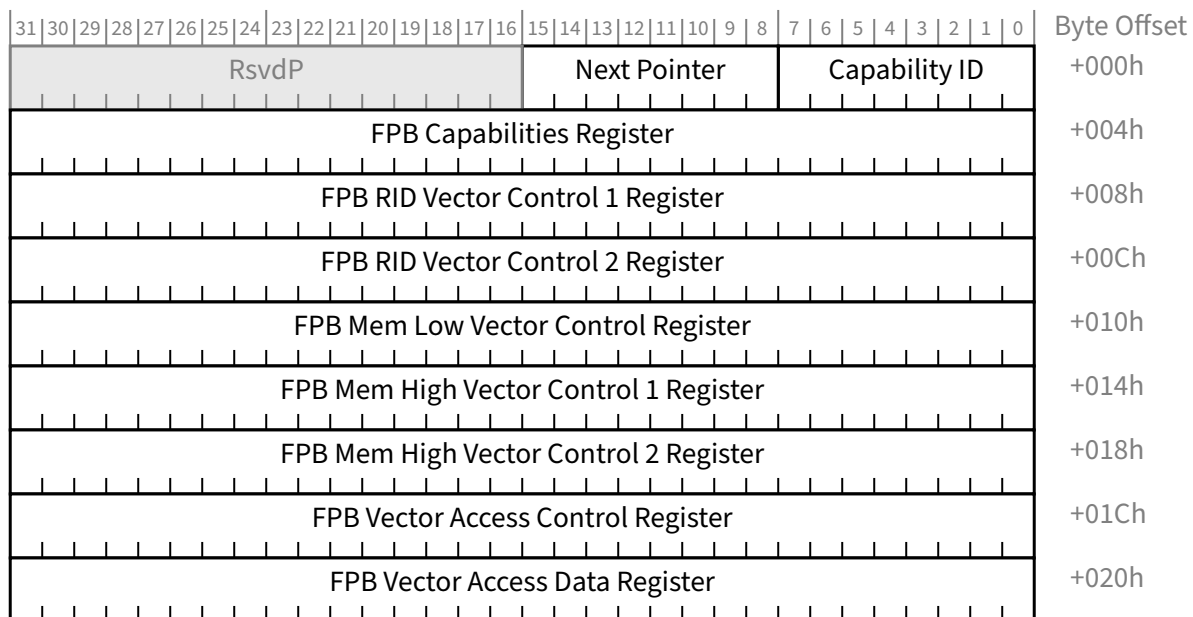 31 30 29 28 27 26 25 24 23 22 21 20 19 18 17 16 15 14 13 12 11 10 9 8 7 6 5 4 3 2 1 0 Byte Offset
RsvdP Next Pointer Capability ID +000h
FPB Capabilities Register +004h
FPB RID Vector Control 1 Register +008h
FPB RID Vector Control 2 Register +00Ch
FPB Mem Low Vector Control Register +010h
FPB Mem High Vector Control 1 Register +014h
FPB Mem High Vector Control 2 Register +018h
FPB Vector Access Control Register +01Ch
FPB Vector Access Data Register +020h